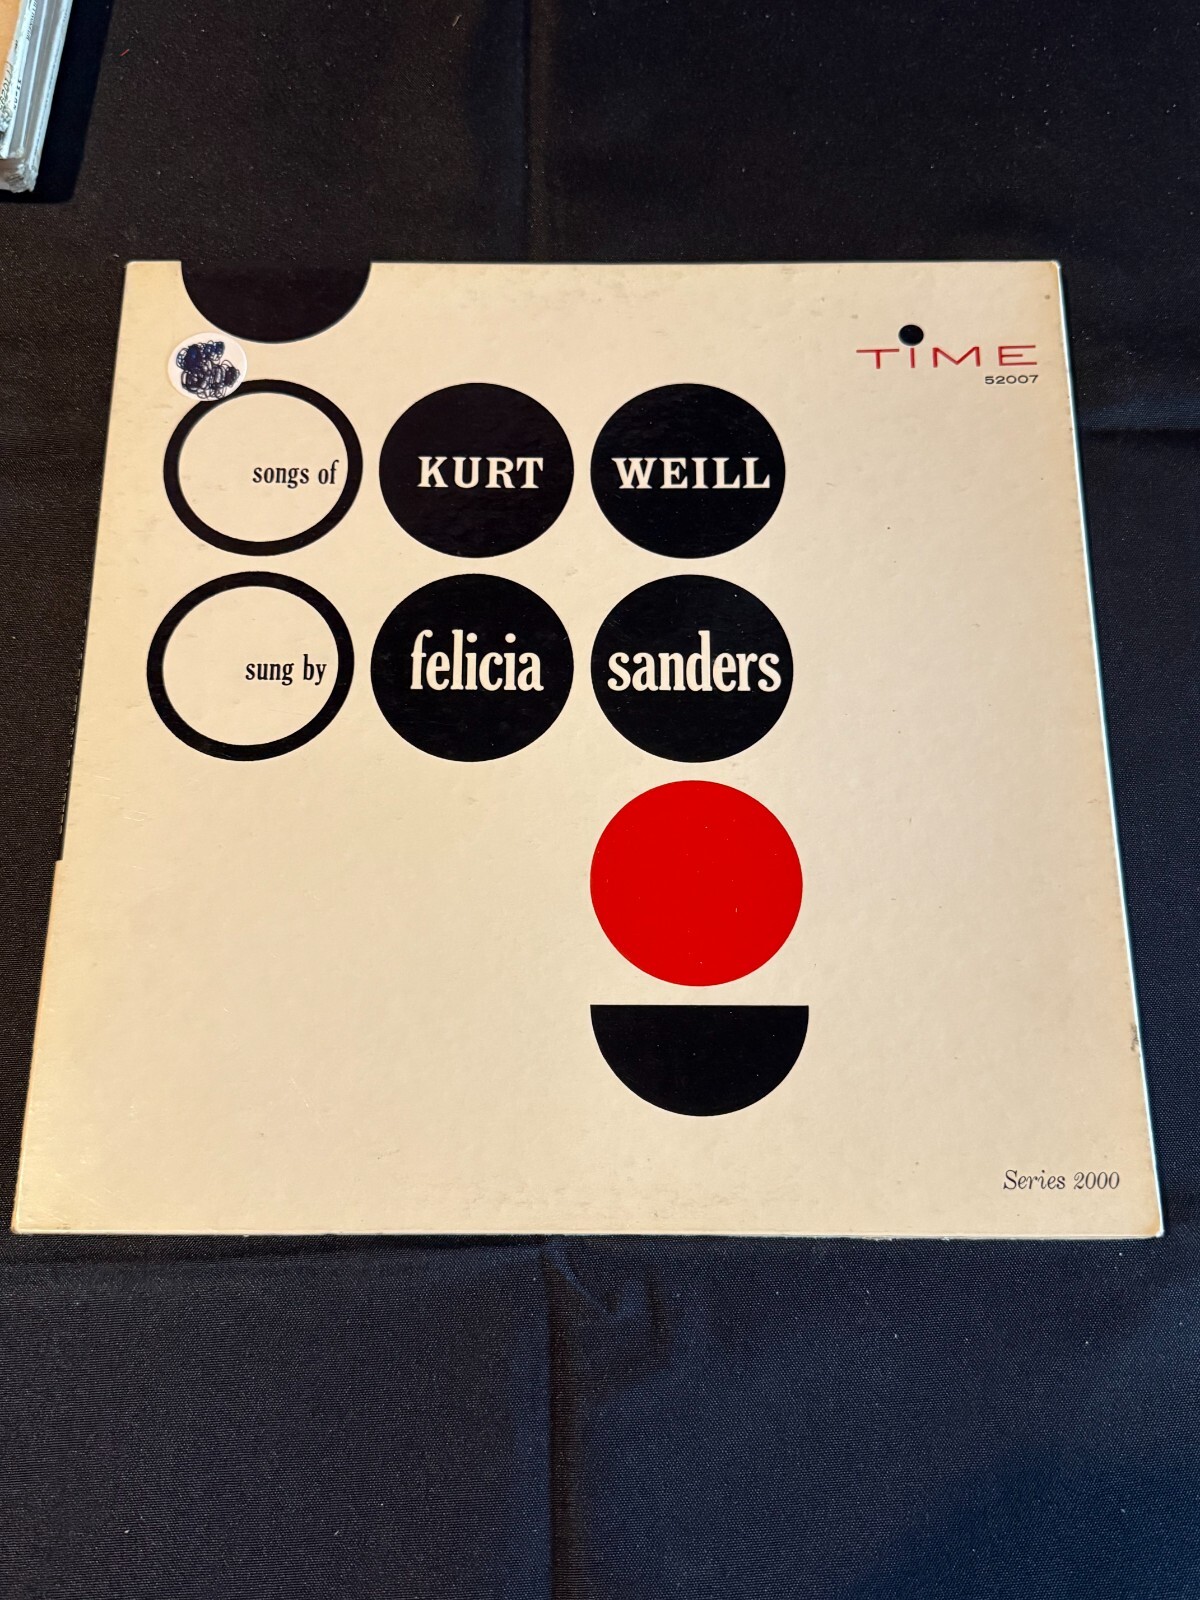 TIME
52007
songs of KURT WEILL
sung by felicia sanders
Series 2000